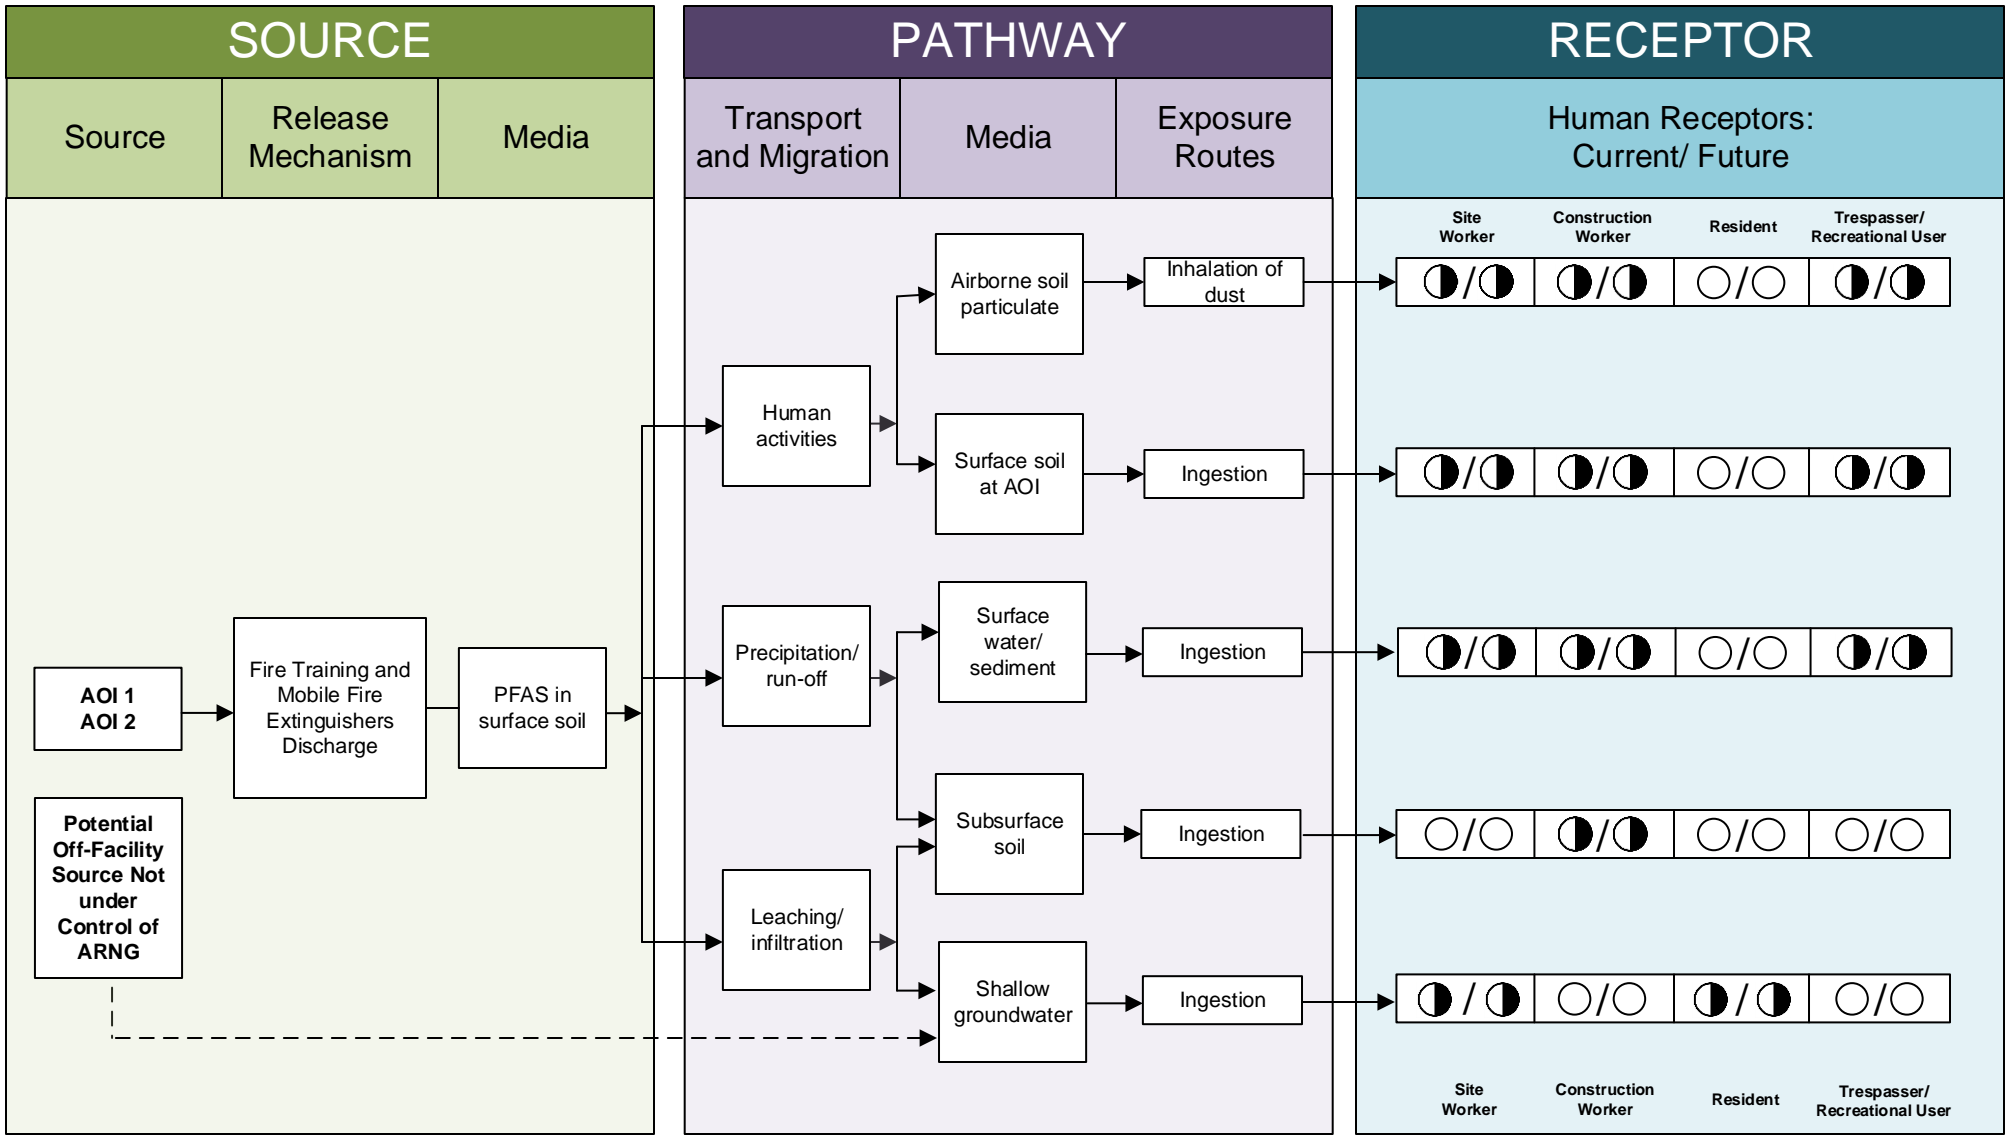 SOURCE
PATHWAY
RECEPTOR
Source
Release
Mechanism
Media
Transport
and Migration
Media
Exposure
Routes
Human Receptors:
Current/ Future
Site
Worker
Construction
Worker
Resident
Trespasser/
Recreational User
Airborne soil
particulate
Inhalation of
dust
/
/
/
/
Human
activities
Surface soil
at AOI
Ingestion
/
/
/
/
AOI 1
AOI 2
Fire Training and
Mobile Fire
Extinguishers
Discharge
PFAS in
surface soil
Precipitation/
run-off
Surface
water/
sediment
Ingestion
/
/
/
/
Potential
Off-Facility
Source Not
under
Control of
ARNG
Subsurface
soil
Ingestion
/
/
/
/
Leaching/
infiltration
Shallow
groundwater
Ingestion
/
/
/
/
Site
Worker
Construction
Worker
Resident
Trespasser/
Recreational User